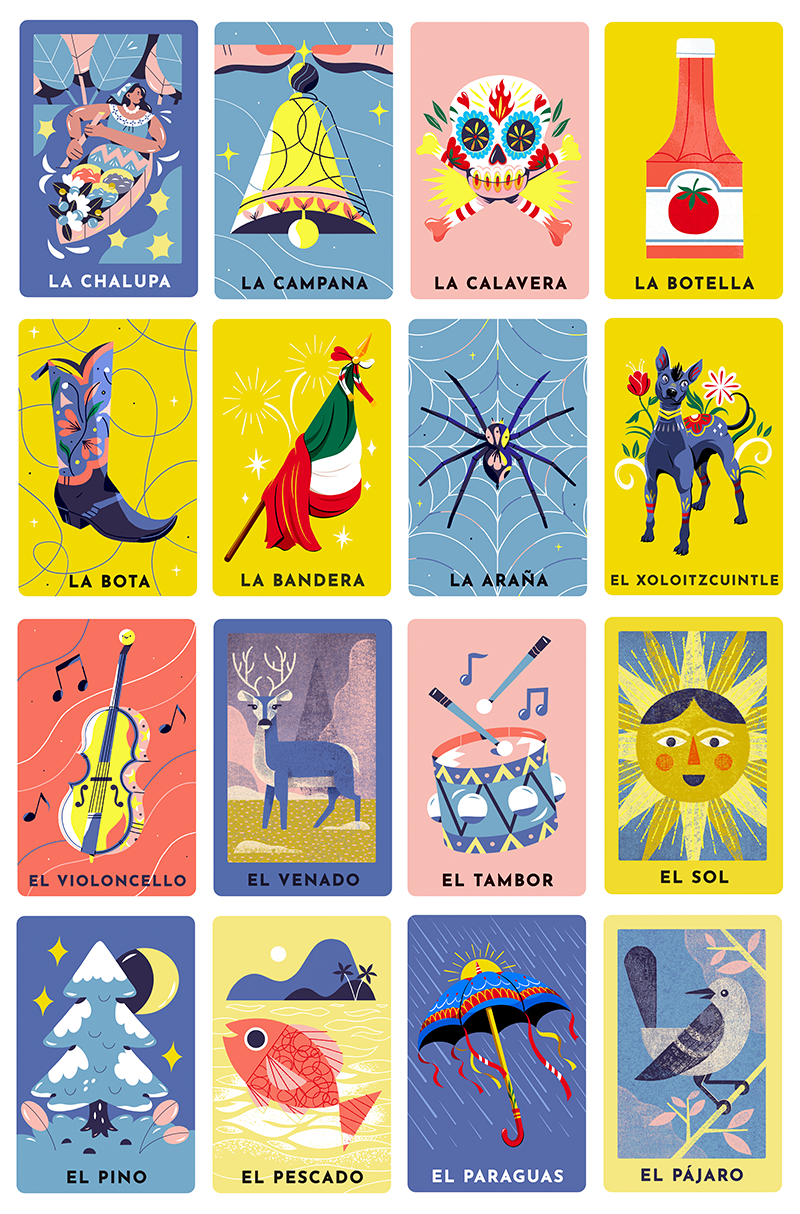 LA CHALUPA
LA CAMPANA
LA CALAVERA
LA BOTELLA
LA BOTA
LA BANDERA
LA ARAÑA
EL XOLOITZCUINTLE
EL VIOLONCELLO
EL VENADO
EL TAMBOR
EL SOL
EL PINO
EL PESCADO
EL PARAGUAS
EL PÁJARO